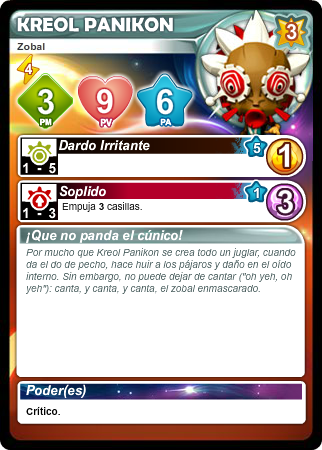 KREOL PANIKON
3
Zobal
4
3
PM
9
PV
6
PA
Dardo Irritante
5
1
1 - 5
Soplido
1
3
Empuja 3 casillas.
1 - 3
¡Que no panda el cúnico!
Por mucho que Kreol Panikon se crea todo un juglar, cuando
da el do de pecho, hace huir a los pájaros y daño en el oído
interno. Sin embargo, no puede dejar de cantar ("oh yeh, oh
yeh"): canta, y canta, y canta, el zobal enmascarado.
Poder(es)
Crítico.